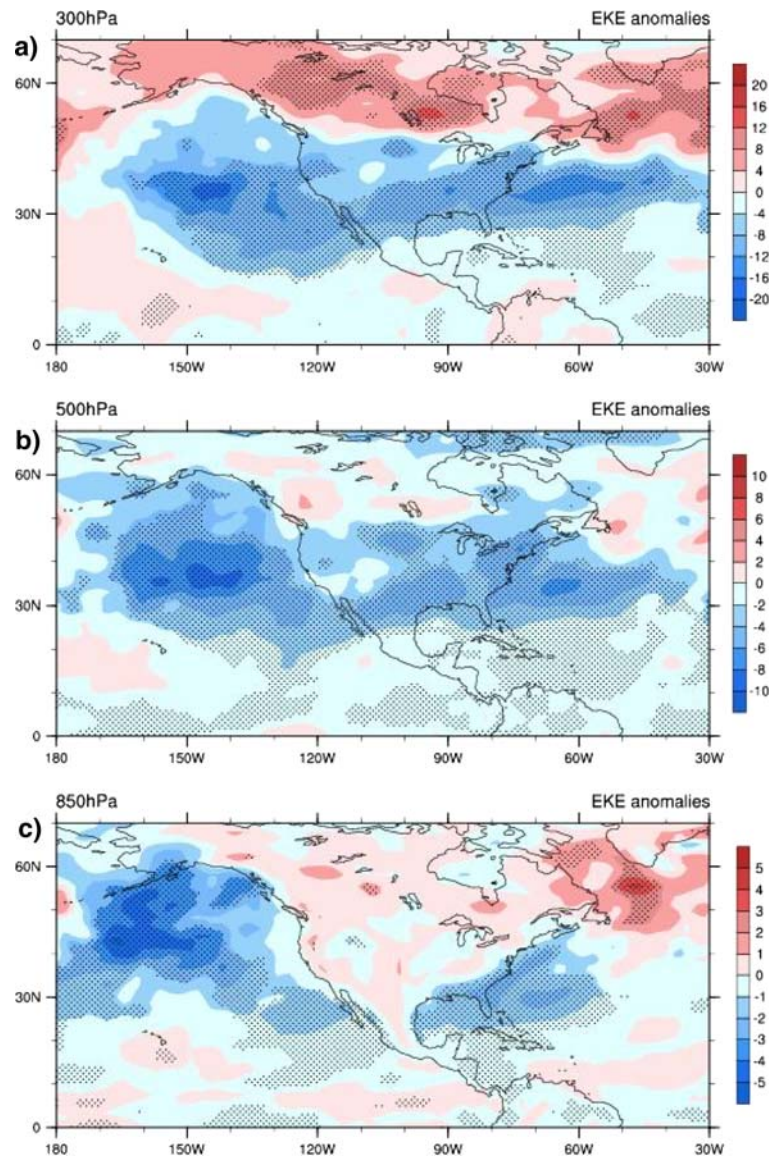 300hPa EKE anomalies
a)
60N
30N
0
180 150W 120W 90W 60W 30W
20
16
12
8
4
0
-4
-8
-12
-16
-20
500hPa EKE anomalies
b)
60N
30N
0
180 150W 120W 90W 60W 30W
10
8
6
4
2
0
-2
-4
-6
-8
-10
850hPa EKE anomalies
c)
60N
30N
0
180 150W 120W 90W 60W 30W
5
4
3
2
1
0
-1
-2
-3
-4
-5